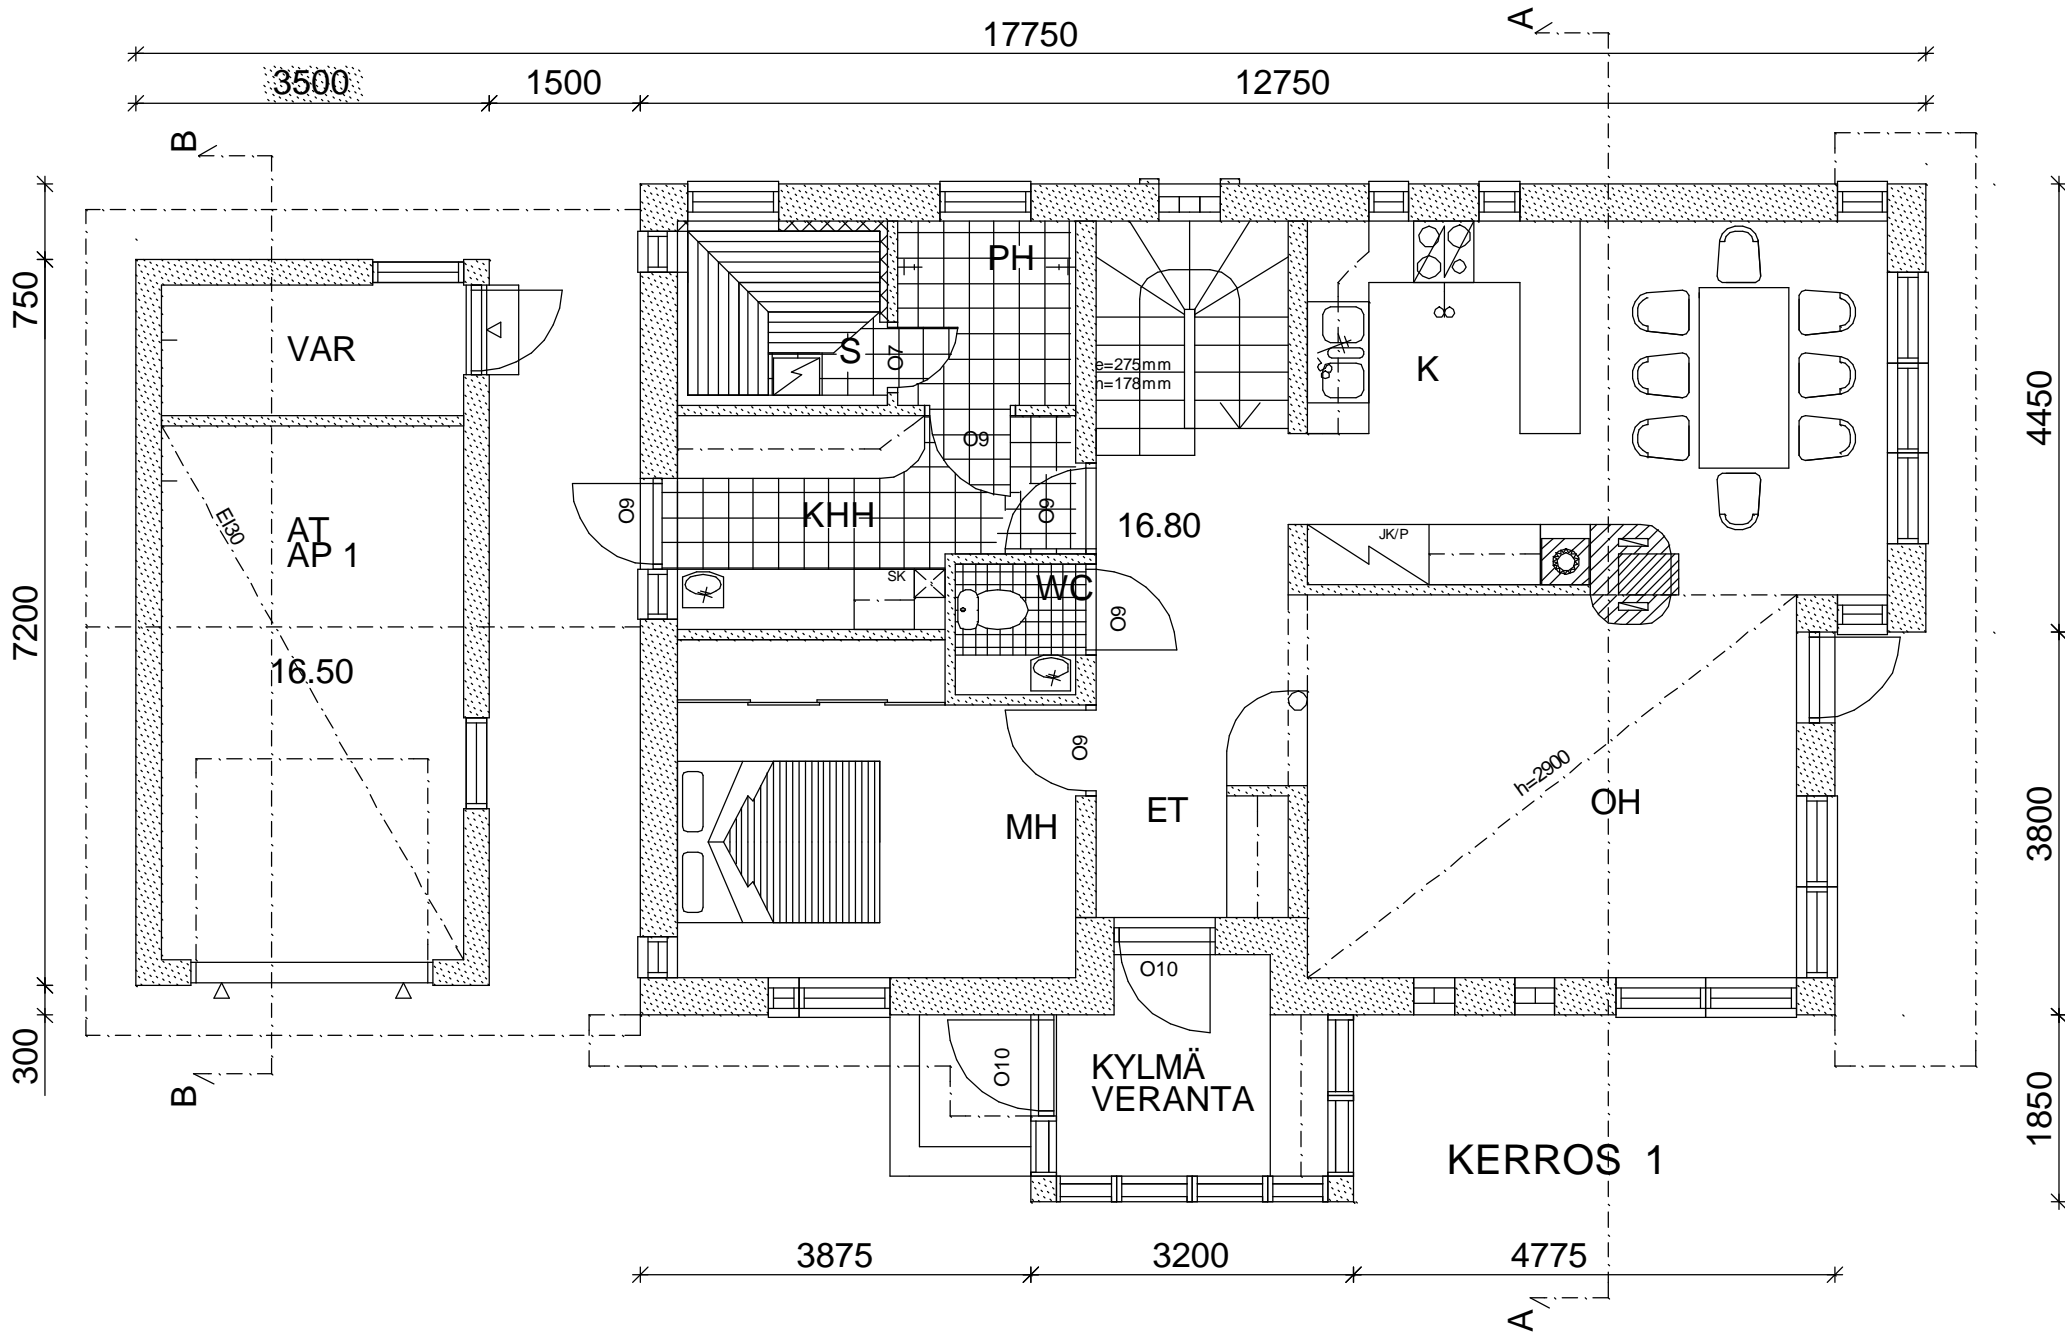 A
17750
3500
1500
12750
B
750
7200
300
4450
3800
1850
VAR
EI30
AT
AP 1
16.50
B
PH
S
O7
O9
O9
KHH
O9
SK
WC
O9
MH
O9
e=275mm
n=178mm
16.80
ET
K
JK/P
h=2900
OH
O10
O10
KYLMÄ
VERANTA
KERROS 1
3875
3200
4775
A